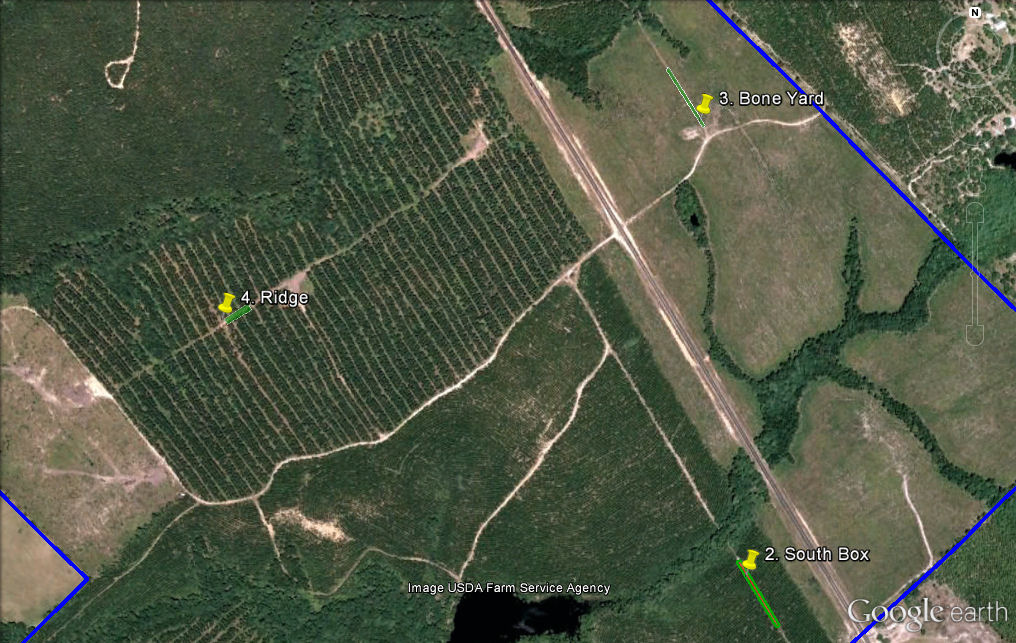 N
3. Bone Yard
4. Ridge
2. South Box
Image USDA Farm Service Agency
Google earth